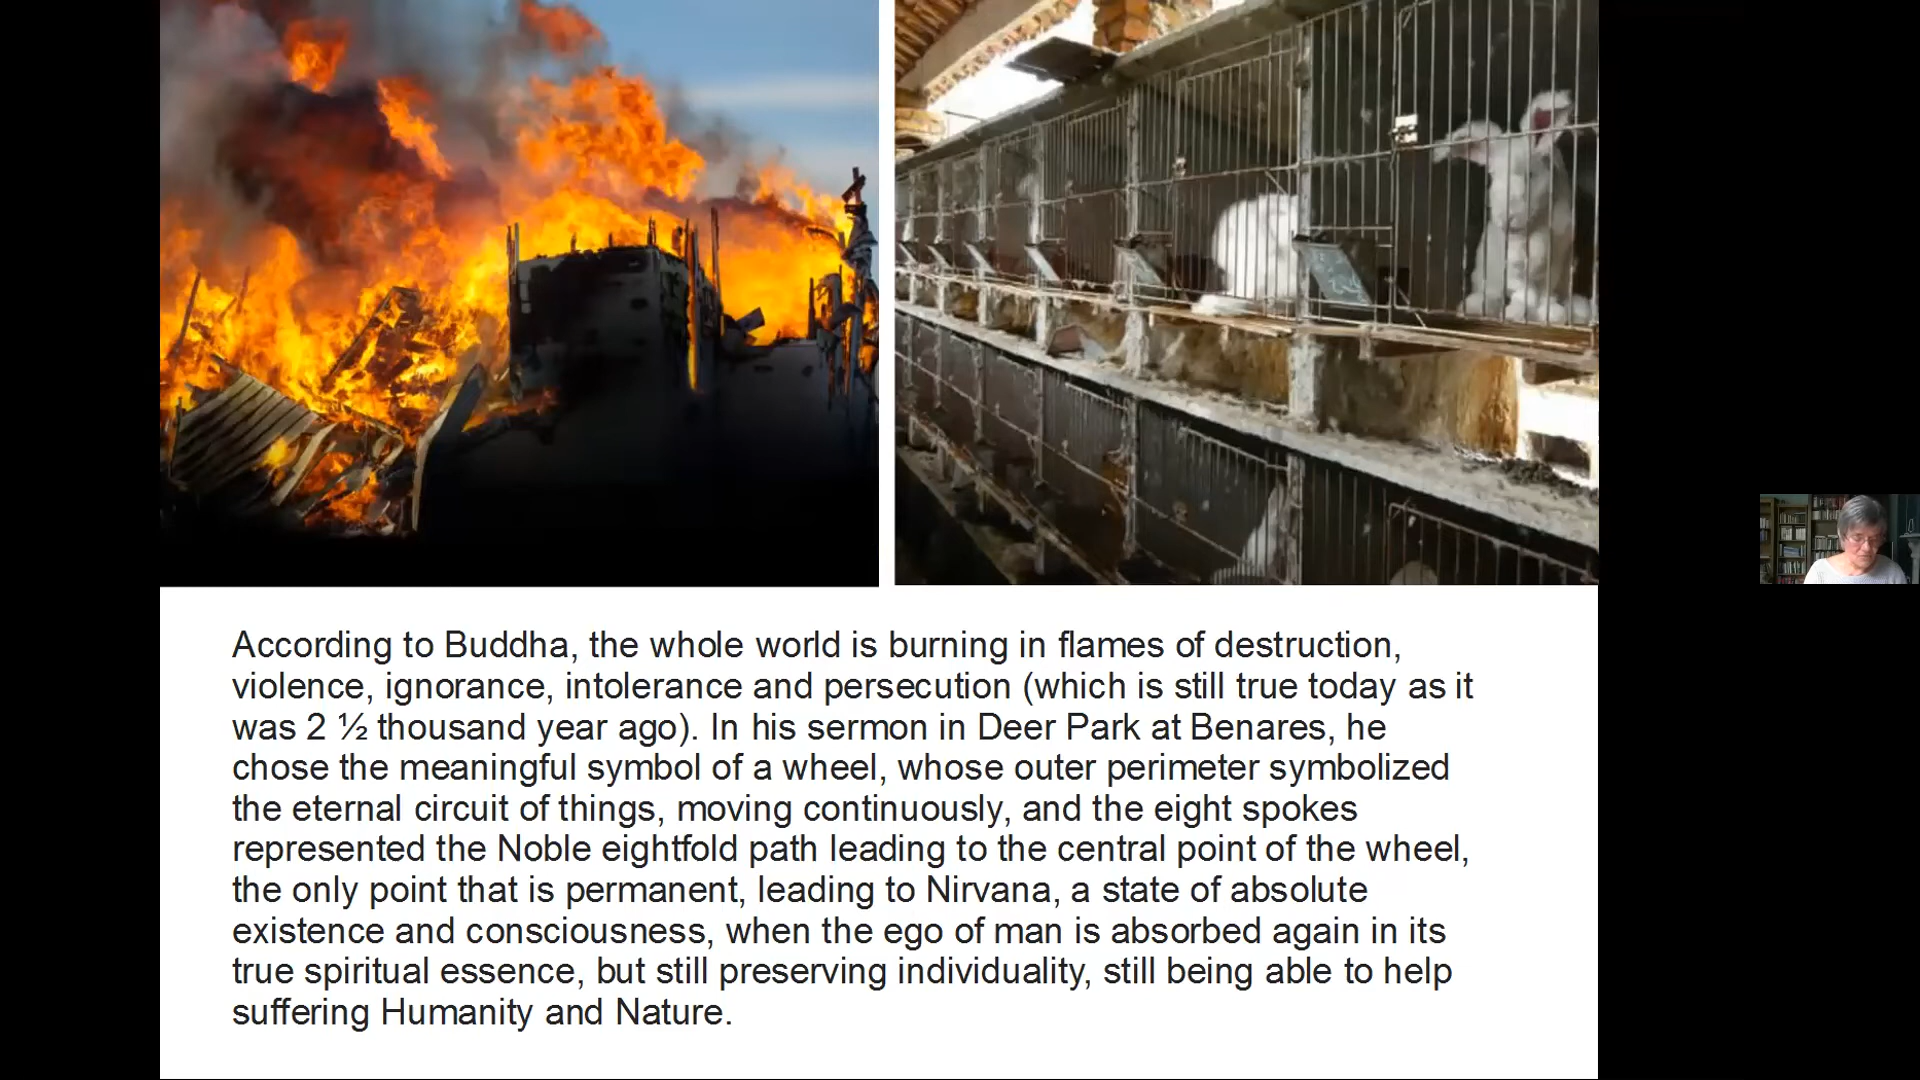 According to Buddha, the whole world is burning in flames of destruction,
violence, ignorance, intolerance and persecution (which is still true today as it
was 2 ½ thousand year ago). In his sermon in Deer Park at Benares, he
chose the meaningful symbol of a wheel, whose outer perimeter symbolized
the eternal circuit of things, moving continuously, and the eight spokes
represented the Noble eightfold path leading to the central point of the wheel,
the only point that is permanent, leading to Nirvana, a state of absolute
existence and consciousness, when the ego of man is absorbed again in its
true spiritual essence, but still preserving individuality, still being able to help
suffering Humanity and Nature.